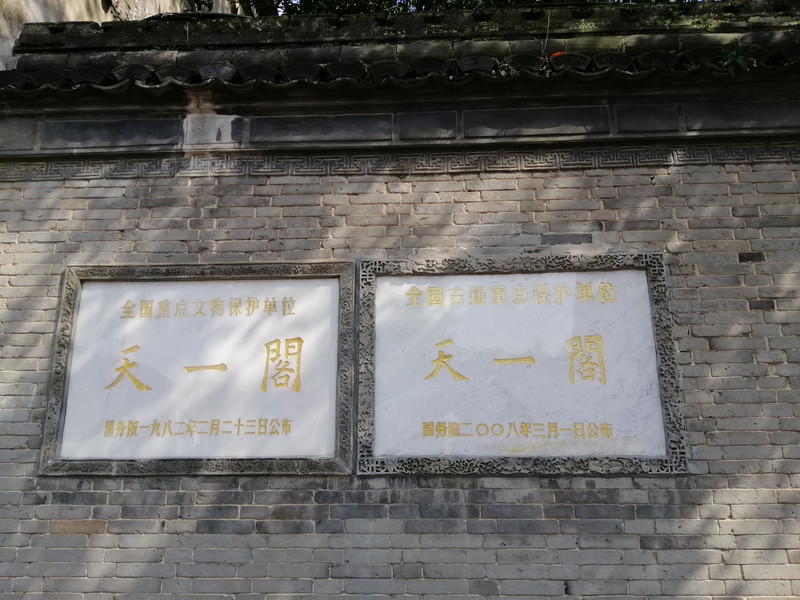 全国重点文物保护单位
天一閣
国务院一九八二年二月二十三日公布
全国古籍重点保护单位
天一閣
国务院二〇〇八年三月一日公布